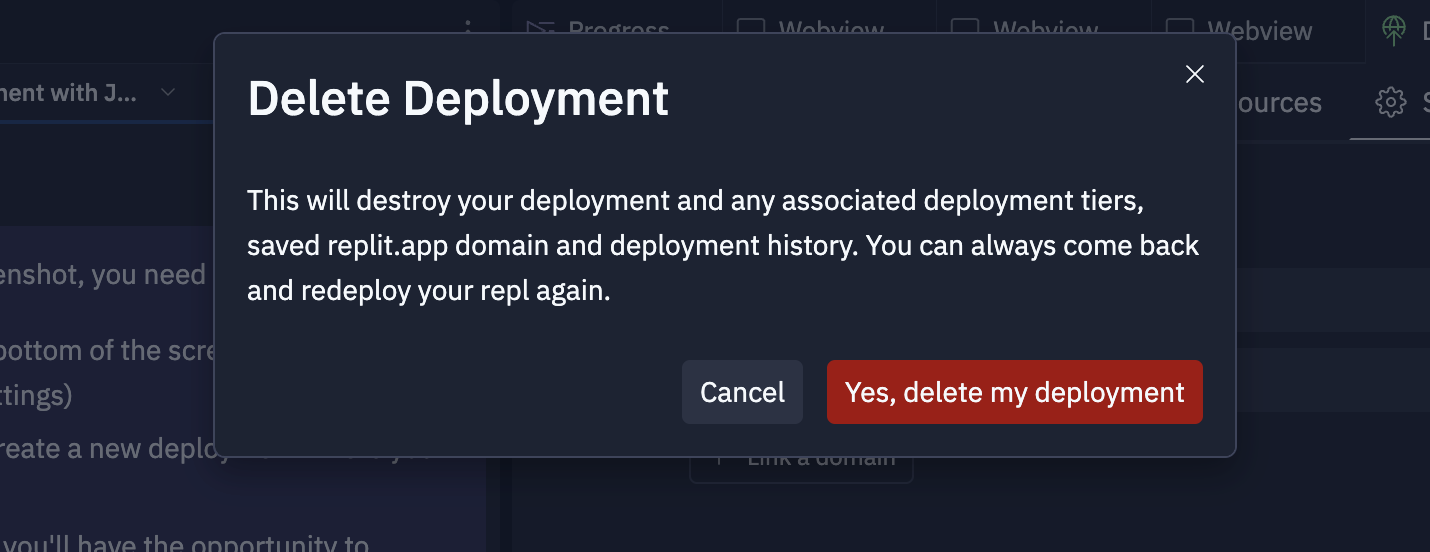 Progress
Webview
Webview
Webview
ment with J...
ources
Delete Deployment
This will destroy your deployment and any associated deployment tiers,
saved replit.app domain and deployment history. You can always come back
and redeploy your repl again.
Cancel
Yes, delete my deployment
enshot, you need
bottom of the scre
ttings)
reate a new deploy
Link a domain
you'll have the opportunity to